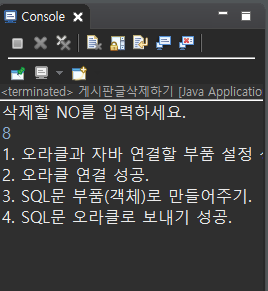 Console
<terminated> 게시판글삭제하기 [Java Applicatio
삭제할 NO를 입력하세요.
8
1. 오라클과 자바 연결할 부품 설정
2. 오라클 연결 성공.
3. SQL문 부품(객체)로 만들어주기.
4. SQL문 오라클로 보내기 성공.